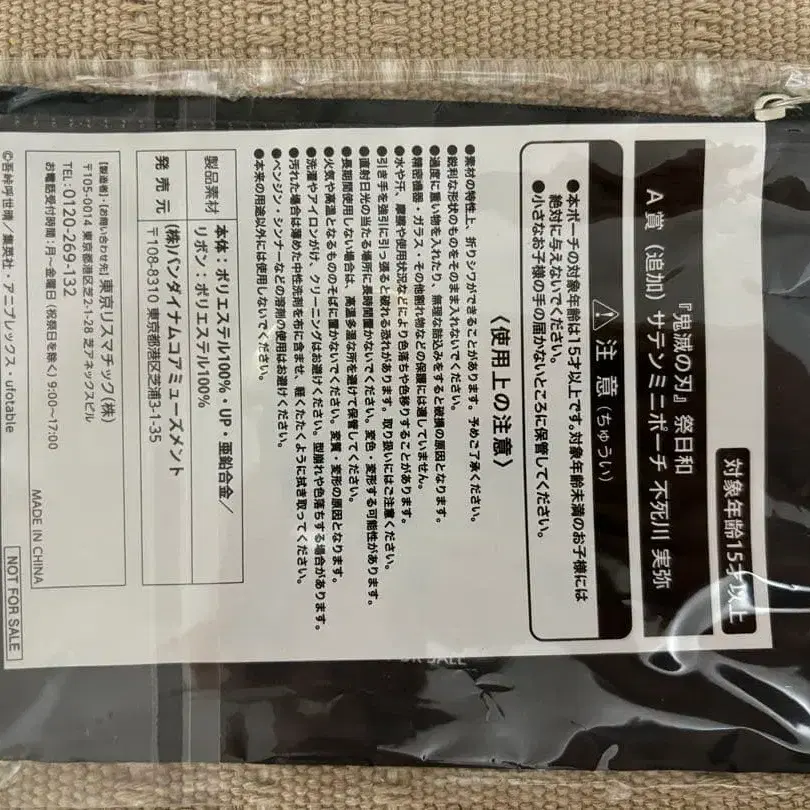 対象年齢15才以上
『鬼滅の刃』祭日和
A賞(追加)サテンミニポーチ 不死川 実弥
⚠注意(ちゅうい)
●本ポーチの対象年齢は15才以上です。対象年齢未満のお子様には
絶対に与えないでください。
●小さなお子様の手の届かないところに保管してください。
〈使用上の注意〉
●素材の特性上、折りジワができることがあります。予めご了承ください。
●鋭利な形状のものをそのまま入れないでください。
●過度に重い物を入れたり、無理な詰込みをすると破損の原因となります。
●精密機器・ガラス・その他割れ物などの保護には適していません。
●水や汗、摩擦や使用状況などにより色落ちや色移りすることがあります。
●引き手を強引に引っ張ると破れる恐れがあります。取り扱いにはご注意ください。
●直射日光の当たる場所に長時間置かないでください。変色・変形する可能性があります。
●長期間使用しない場合は、高温多湿な所を避けて保管してください。
●火気や高温となるもののそばに置かないでください。変質・変形の原因となります。
●洗濯やアイロンがけ、クリーニングはお避けください。型崩れや色落ちする場合があります。
●汚れた場合は薄めた中性洗剤を布に含ませ、軽くたたくように拭き取ってください。
●ベンジン・シンナーなどの溶剤の使用はお避けください。
●本来の用途以外には使用しないでください。
製品素材 本体:ポリエステル100%・UP・亜鉛合金/
リボン:ポリエステル100%
発売元 (株)バンダイナムコアミューズメント
〒108-8310 東京都港区芝浦3-1-35
【製造者】・【お問い合わせ先】東京リスマチック(株)
〒105-0014 東京都港区芝2-1-28 芝アネックスビル
TEL:0120-269-132
お電話受付時間:月～金曜日(祝祭日を除く)9:00～17:00
MADE IN CHINA
©吾峠呼世晴/集英社・アニプレックス・ufotable
NOT FOR SALE